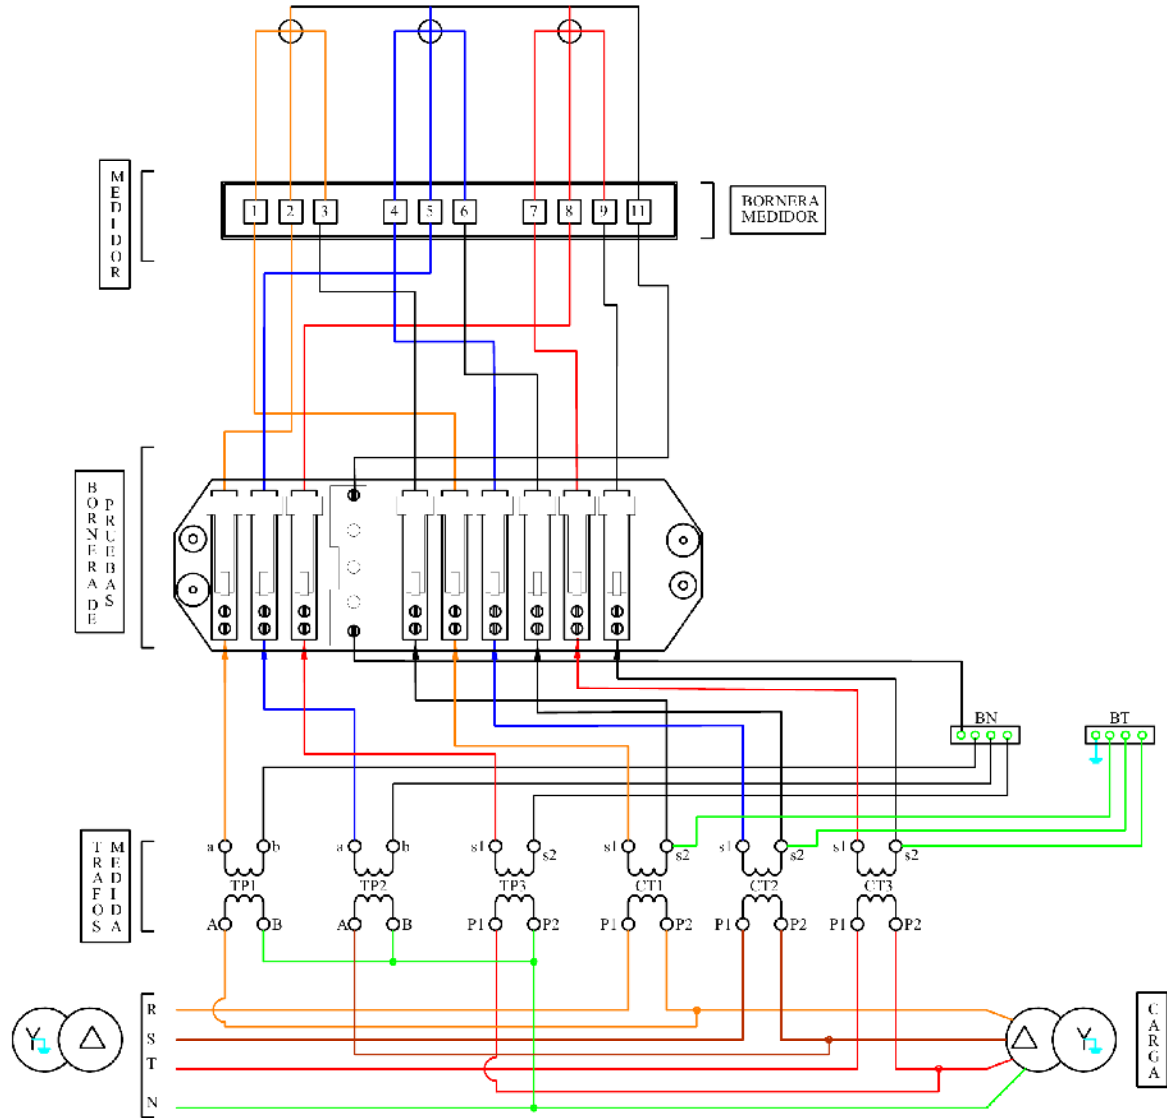 MEDIDOR
1 2 3 4 5 6 7 8 9 11
BORNERA
MEDIDOR
BORNERA DE
PRUEBAS
BN BT
TRAFOS
MEDIDA
a b a b s1 s2 s1 s2 s1 s2 s1 s2
TP1 TP2 TP3 CT1 CT2 CT3
A B A B P1 P2 P1 P2 P1 P2 P1 P2
R
S
T
N
CARGA